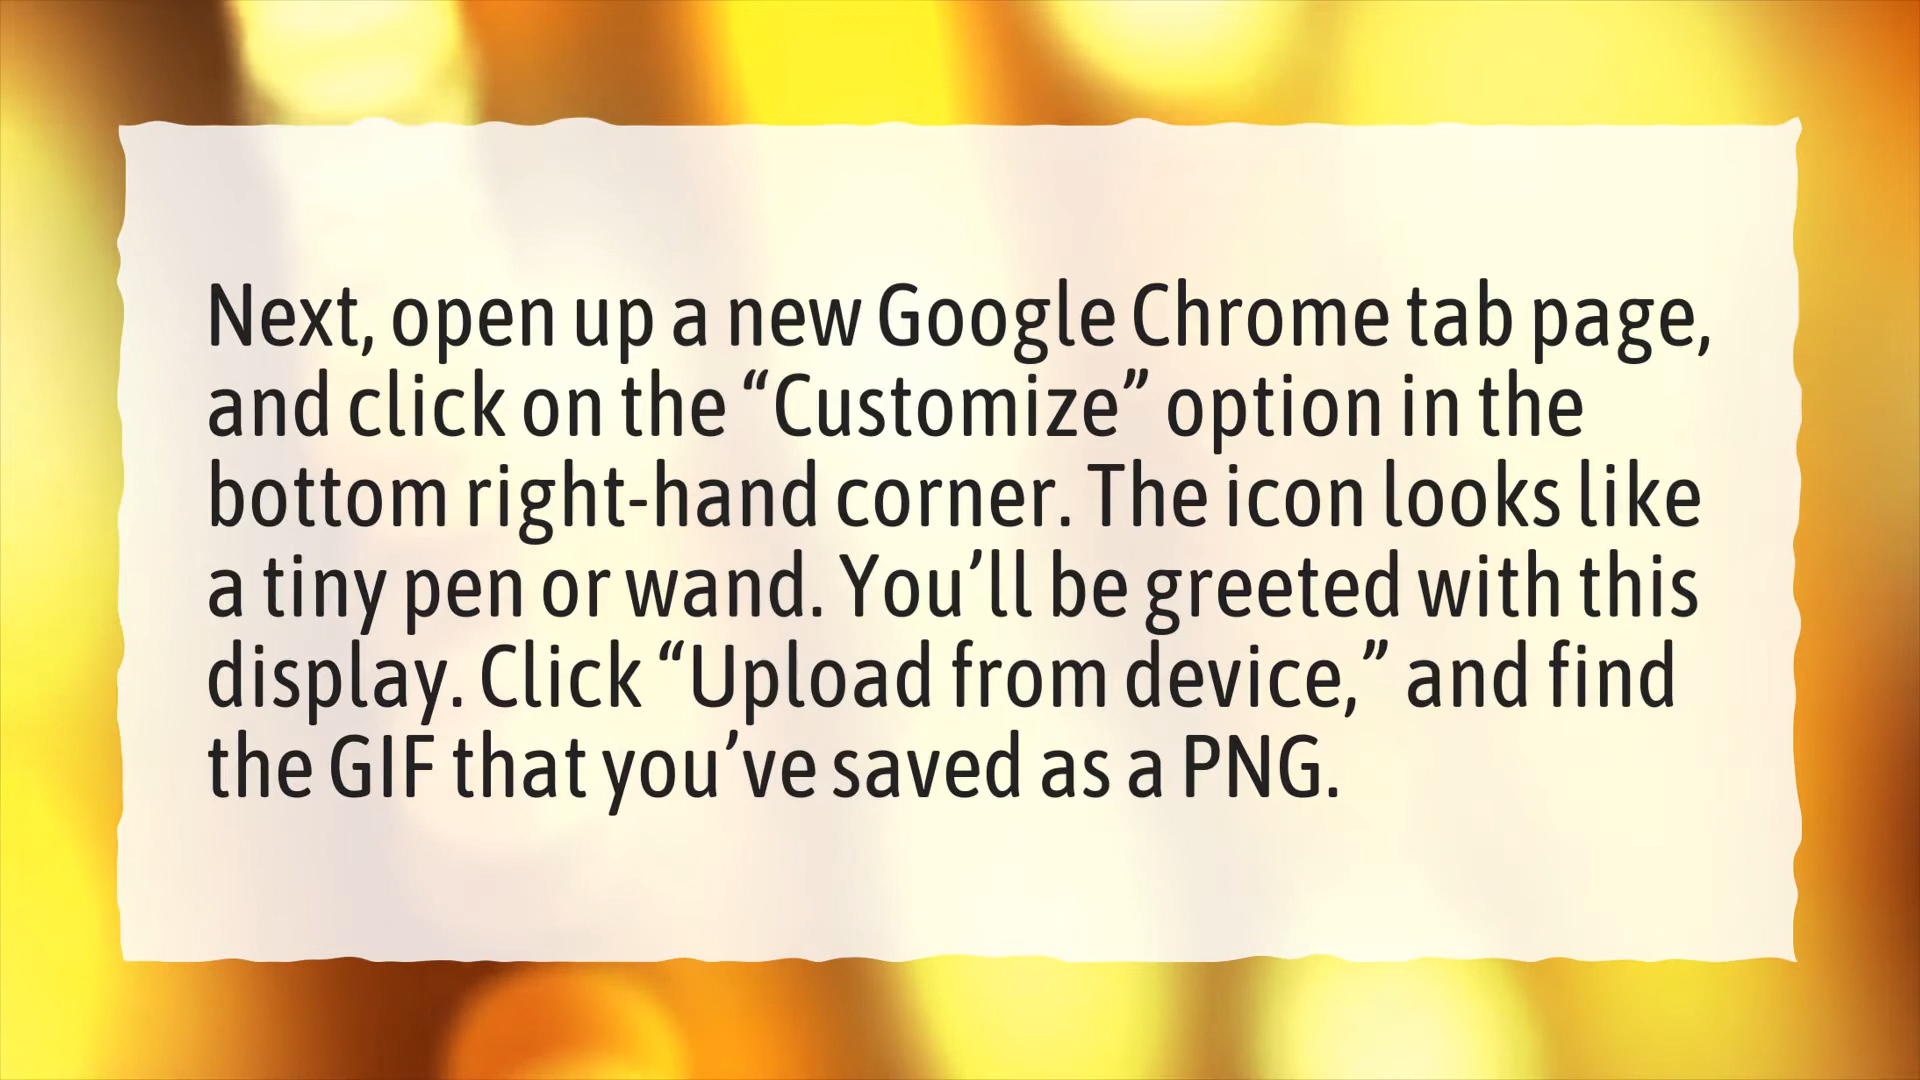 Next, open up a new Google Chrome tab page,
and click on the “Customize” option in the
bottom right-hand corner. The icon looks like
a tiny pen or wand. You’ll be greeted with this
display. Click “Upload from device,” and find
the GIF that you’ve saved as a PNG.